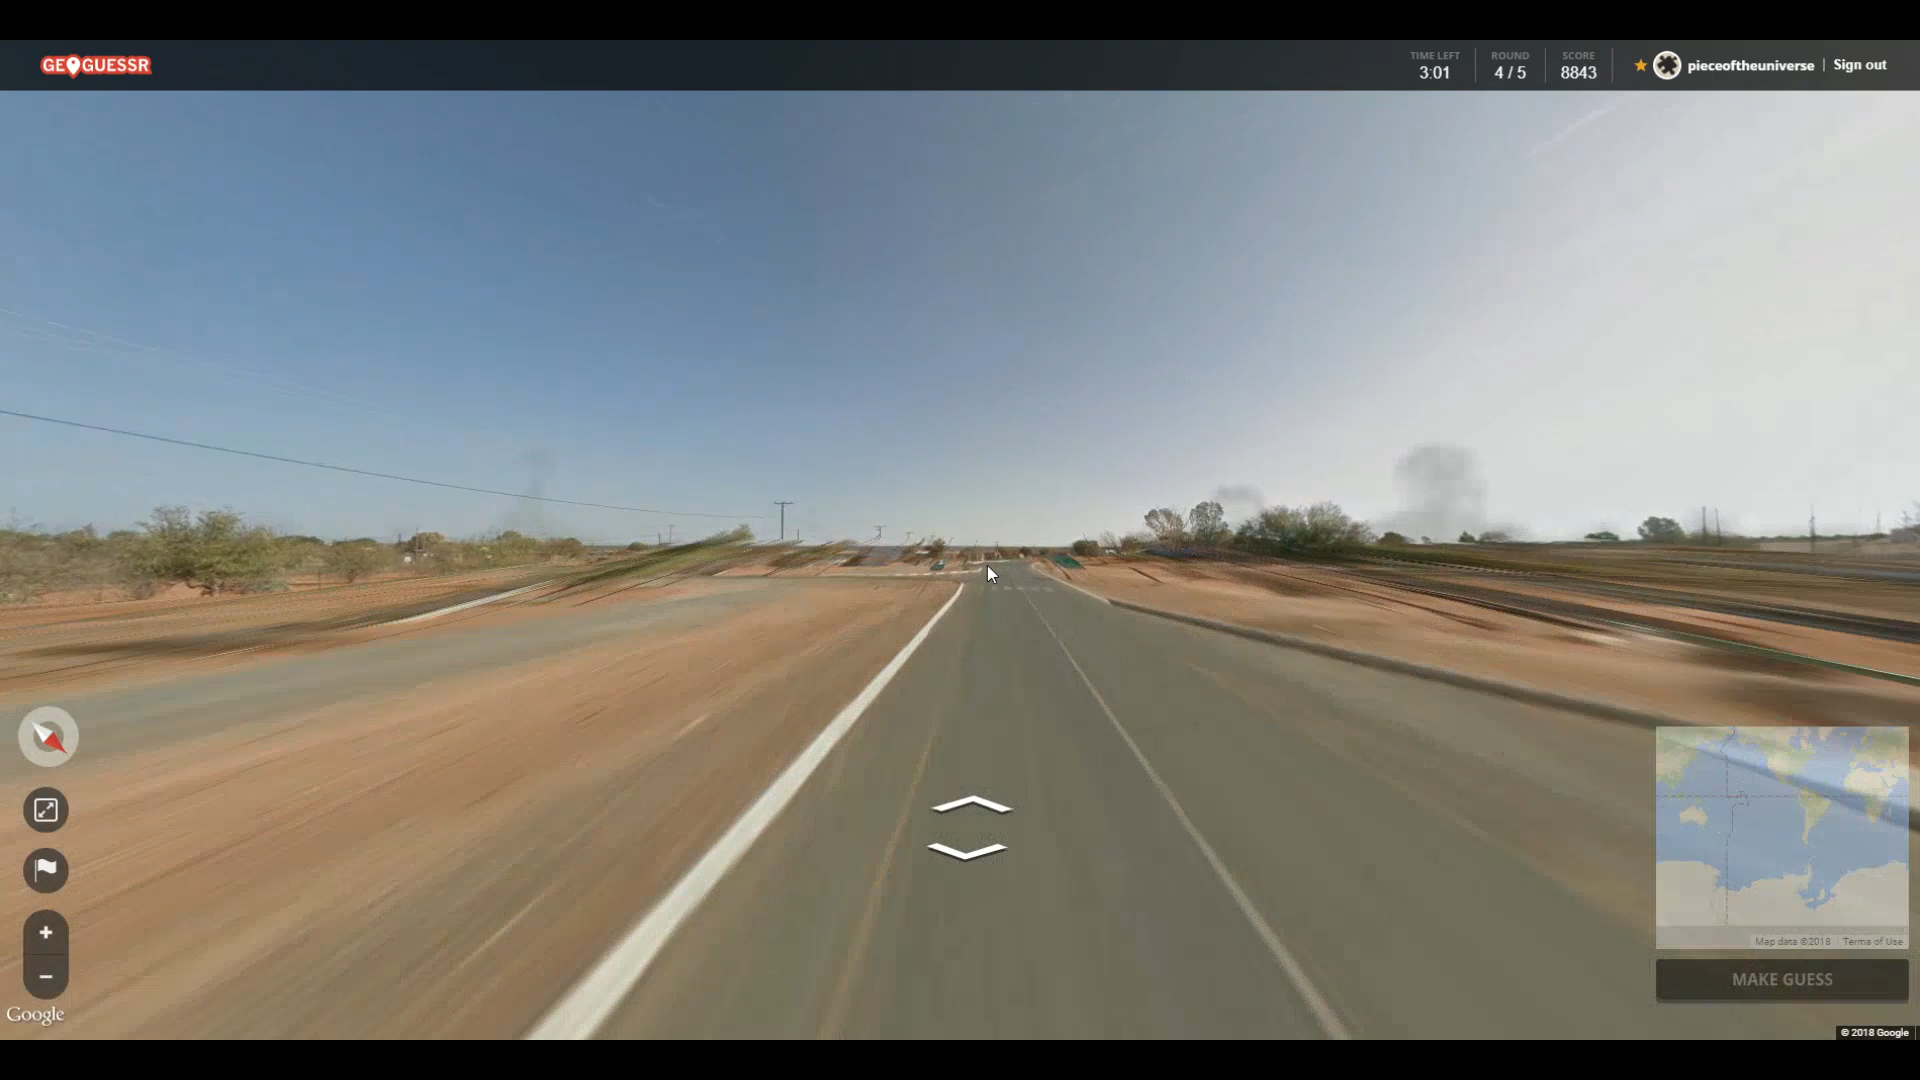 GEOGUESSR
TIME LEFT
3:01
ROUND
4 / 5
SCORE
8843
pieceoftheuniverse | Sign out
Map data ©2018 Terms of Use
MAKE GUESS
Google
© 2018 Google